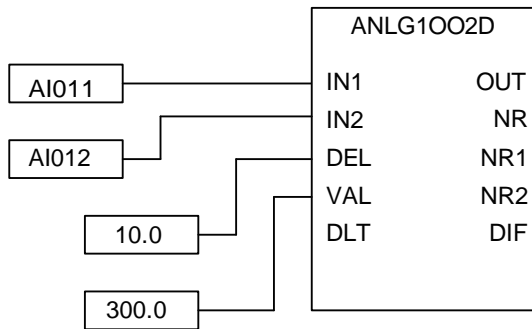 ANLG1OO2D
AI011
IN1 OUT
IN2 NR
AI012
DEL NR1
VAL NR2
10.0
DLT DIF
300.0